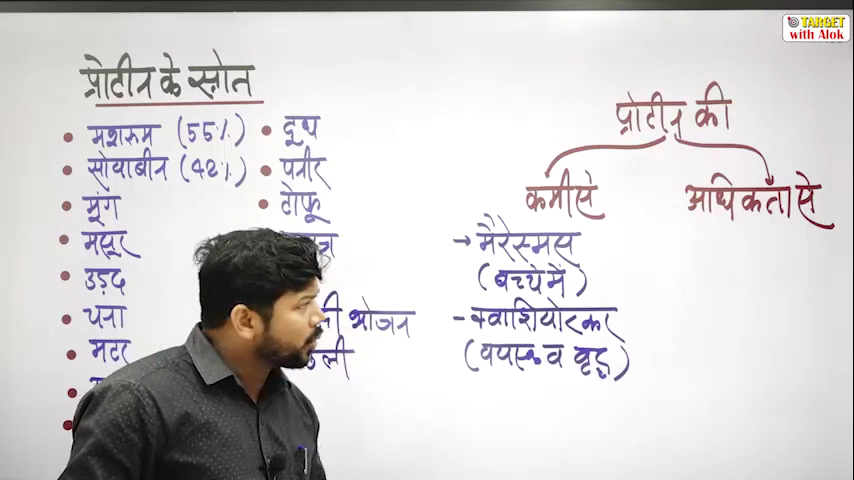 TARGET
with Alok
प्रोटीन के स्रोत
मशरूम (55%)
सोयाबीन (42%)
मूंग
मसूर
उड़द
चना
मटर
दूध
पनीर
टोफू
भोजन
प्रोटीन की
कमी से
अधिकता से
→ मैरेस्मस
(बच्चे में)
- क्वाशियोरकर
(वयस्क व वृद्ध)